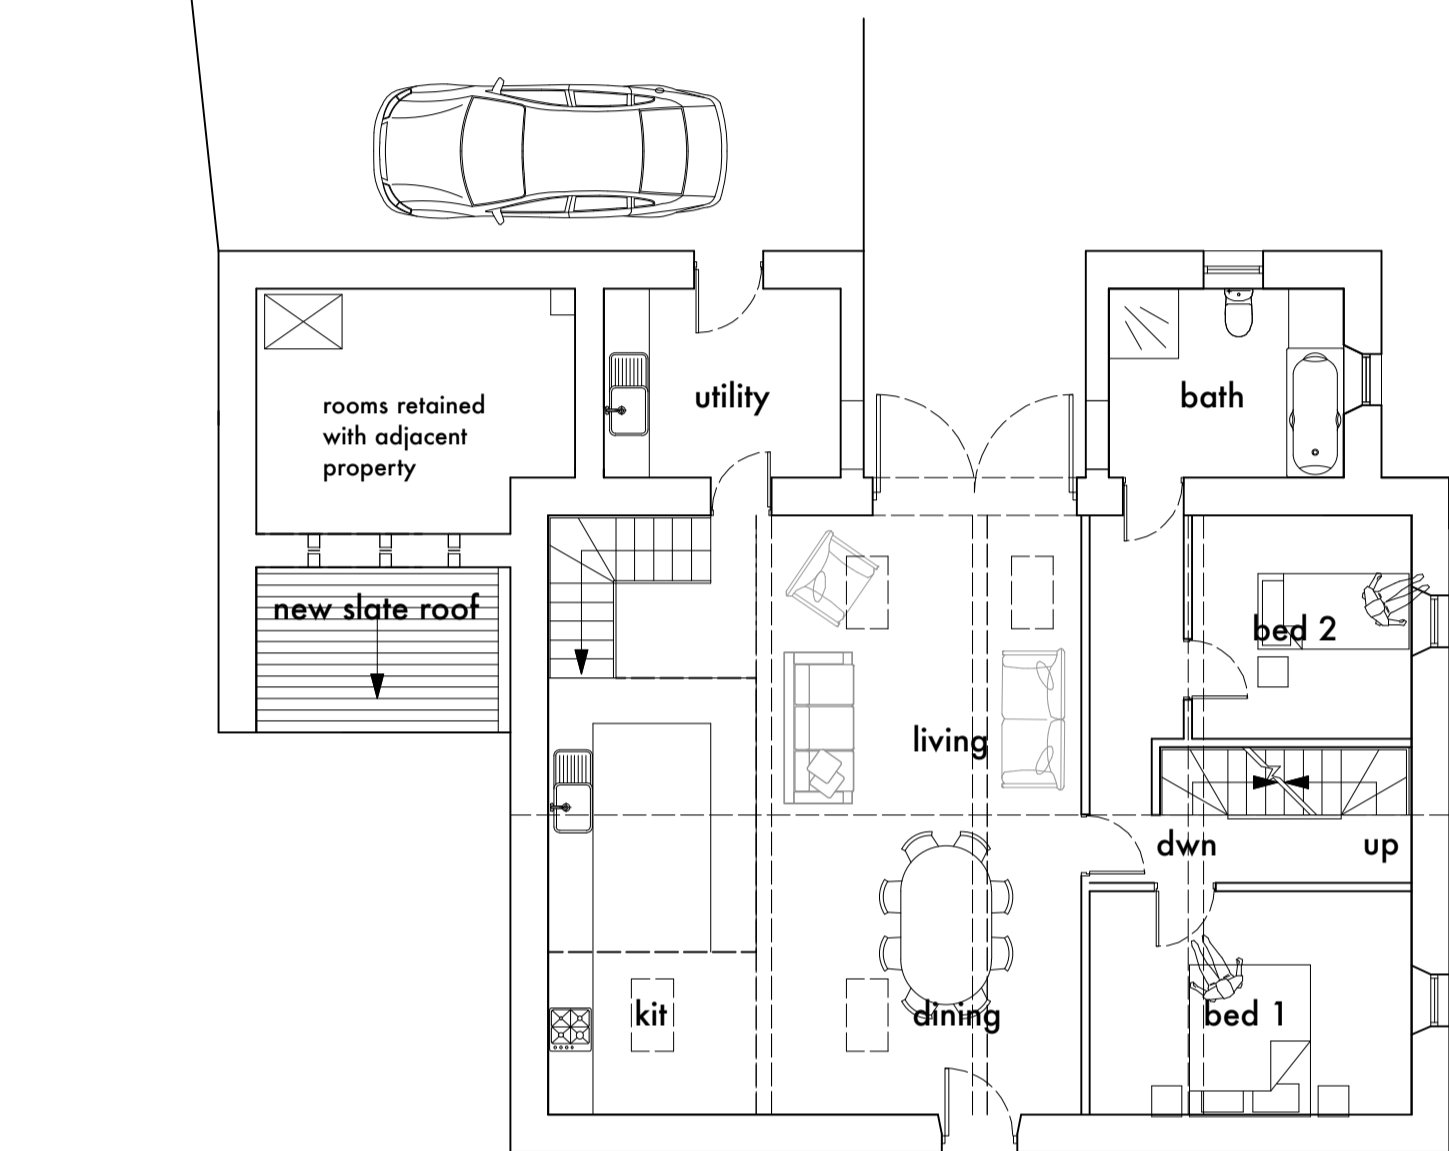 utility
bath
rooms retained
with adjacent
property
new slate roof
bed 2
living
dwn
up
kit
dining
bed 1